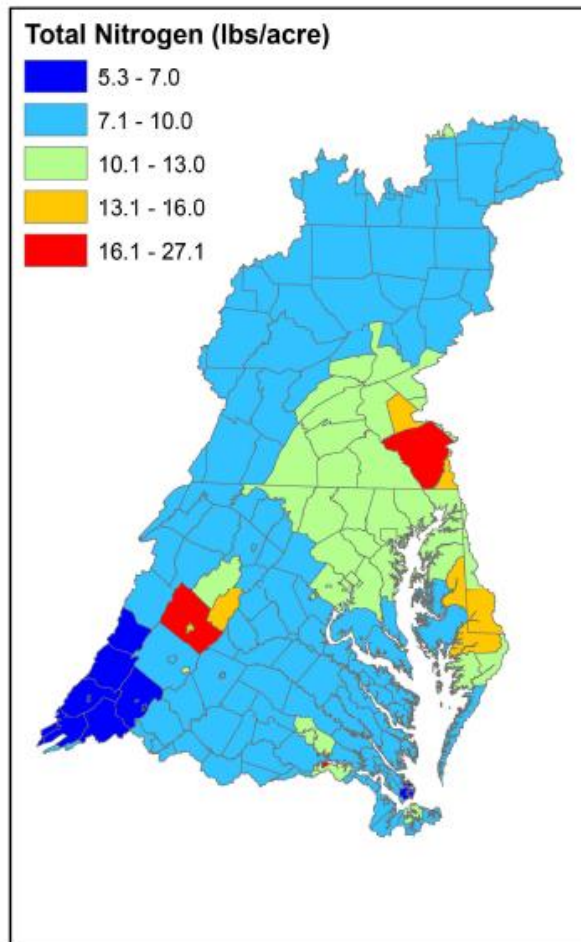 Total Nitrogen (lbs/acre)
5.3 - 7.0
7.1 - 10.0
10.1 - 13.0
13.1 - 16.0
16.1 - 27.1